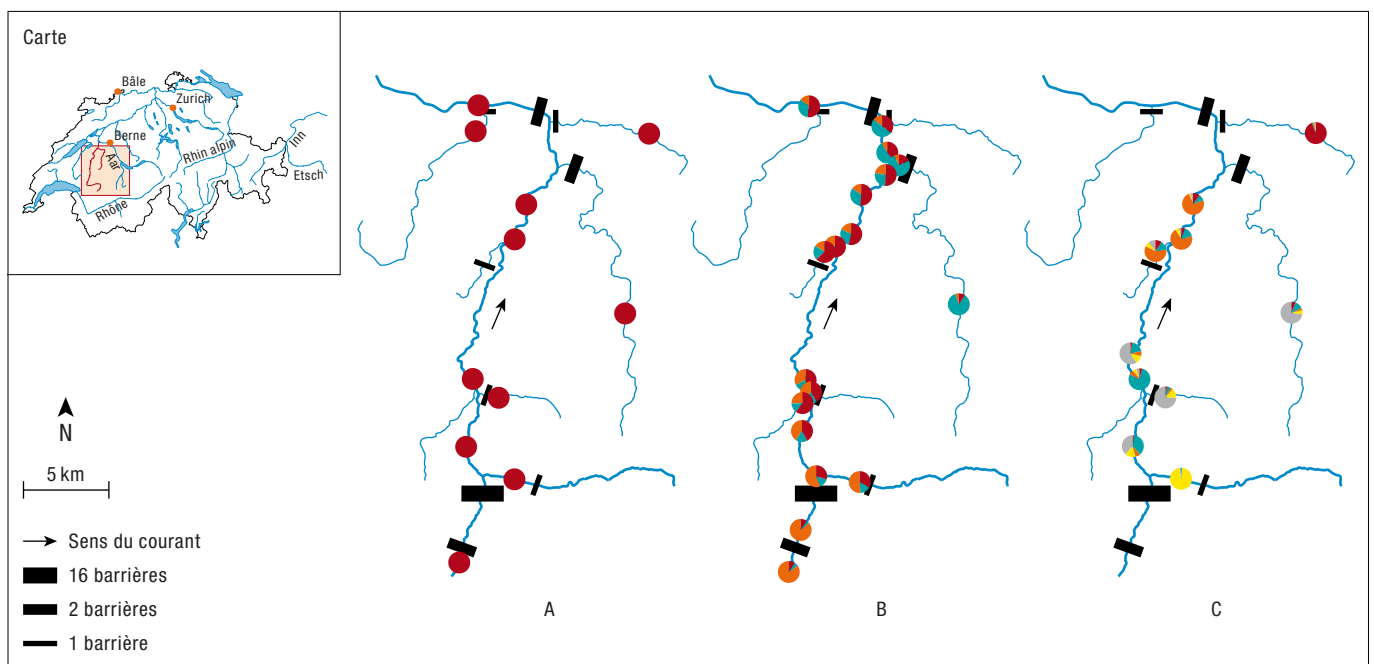 Carte
Bâle
Zurich
Berne
Aar
Rhin alpin
Inn
Etsch
Rhône
N
5 km
Sens du courant
16 barrières
2 barrières
1 barrière
A
B
C